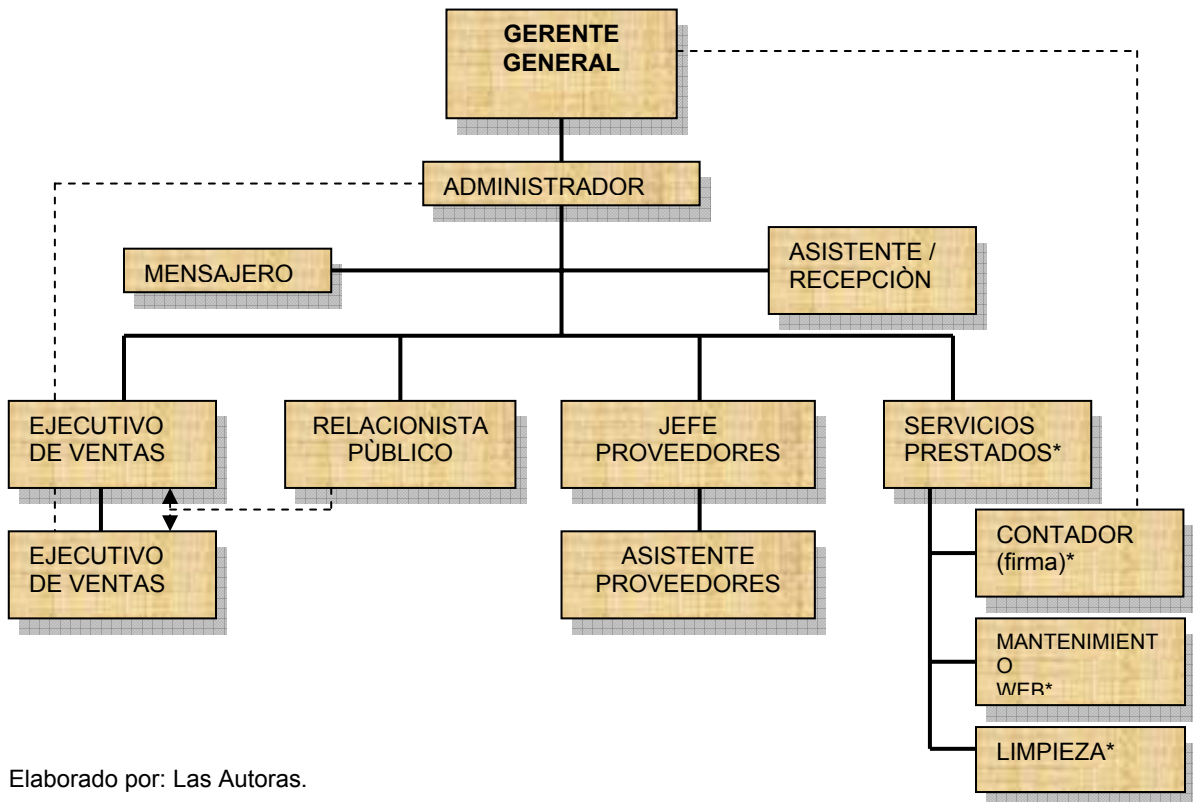 GERENTE
GENERAL
ADMINISTRADOR
MENSAJERO
ASISTENTE /
RECEPCIÒN
EJECUTIVO
DE VENTAS
RELACIONISTA
PÙBLICO
JEFE
PROVEEDORES
SERVICIOS
PRESTADOS*
EJECUTIVO
DE VENTAS
ASISTENTE
PROVEEDORES
CONTADOR
(firma)*
MANTENIMIENT
O
WEB*
LIMPIEZA*
Elaborado por: Las Autoras.